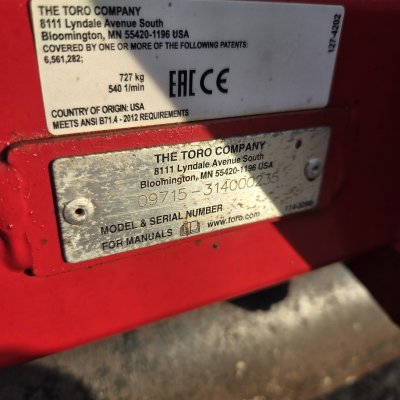 THE TORO COMPANY
8111 Lyndale Avenue South
Bloomington, MN 55420-1196 USA
COVERED BY ONE OR MORE OF THE FOLLOWING PATENTS:
6,561,282;
727 kg
540 1/min
EAC CE
COUNTRY OF ORIGIN: USA
MEETS ANSI B71.4 - 2012 REQUIREMENTS
127-4202
THE TORO COMPANY
8111 Lyndale Avenue South
Bloomington, MN 55420-1196 USA
09715-314000235
MODEL & SERIAL NUMBER
FOR MANUALS www.toro.com